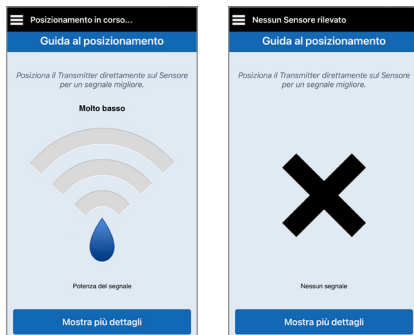 Posizionamento in corso...
Guida al posizionamento
Posiziona il Transmitter direttamente sul Sensore
per un segnale migliore.
Molto basso
Potenza del segnale
Mostra più dettagli
Nessun Sensore rilevato
Guida al posizionamento
Posiziona il Transmitter direttamente sul Sensore
per un segnale migliore.
Nessun segnale
Mostra più dettagli